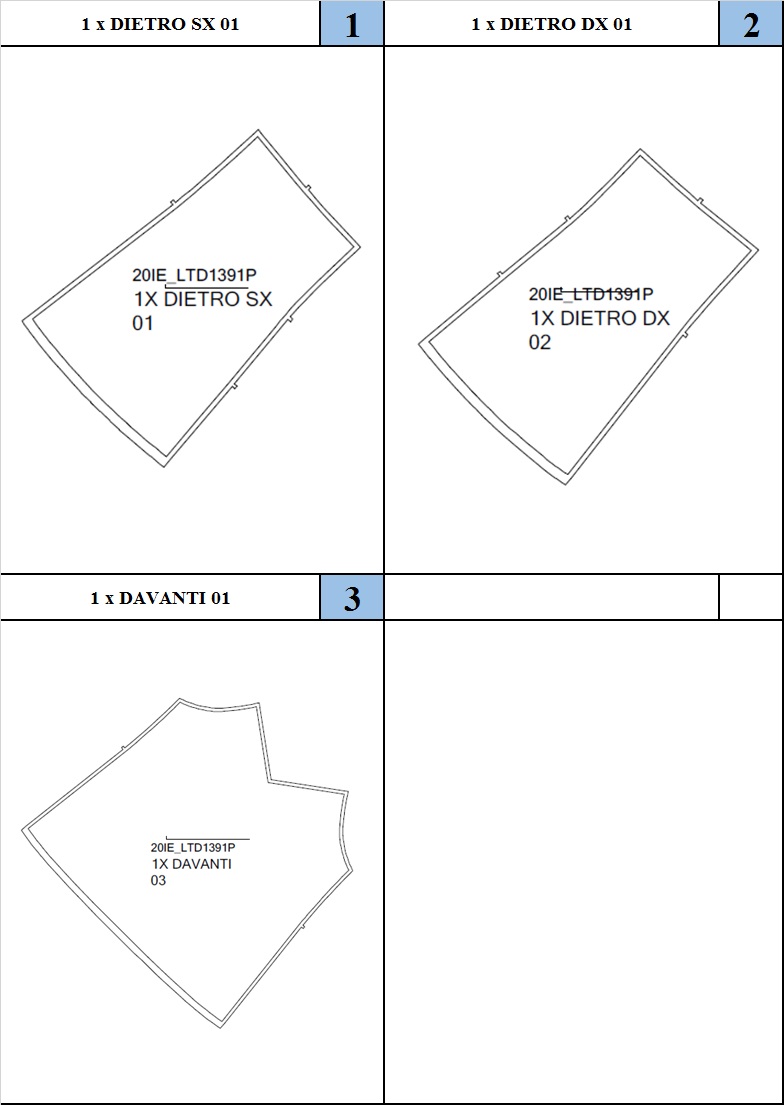 1 x DIETRO SX 01
1
1 x DIETRO DX 01
2
20IE_LTD1391P
1X DIETRO SX
01
20IE_LTD1391P
1X DIETRO DX
02
1 x DAVANTI 01
3
20IE_LTD1391P
1X DAVANTI
03